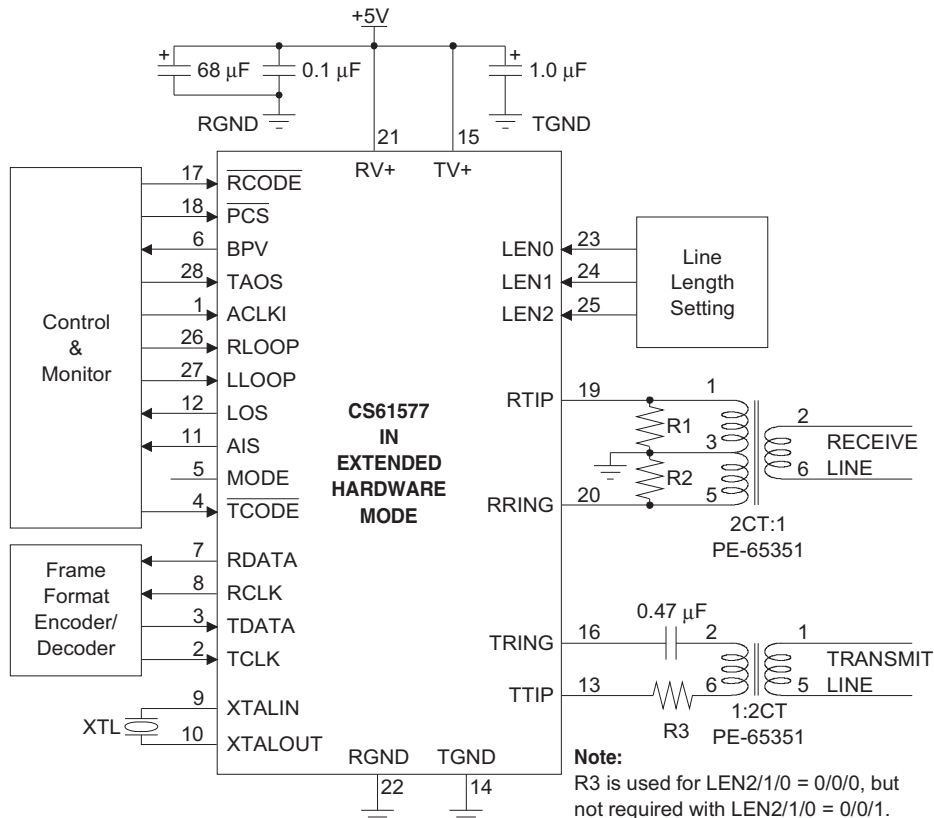 +5V
+
68 μF
0.1 μF
+
1.0 μF
RGND
TGND
21
15
RV+
TV+
Control
&
Monitor
17
RCODE
18
PCS
6
BPV
28
TAOS
1
ACLKI
26
RLOOP
27
LLOOP
12
LOS
11
AIS
5
MODE
4
TCODE
Frame
Format
Encoder/
Decoder
7
RDATA
8
RCLK
3
TDATA
2
TCLK
XTL
9
XTALIN
10
XTALOUT
CS61577
IN
EXTENDED
HARDWARE
MODE
LEN0
23
LEN1
24
LEN2
25
Line
Length
Setting
RTIP
19
R1
R2
RRING
20
1
3
5
2
6
RECEIVE
LINE
2CT:1
PE-65351
TRING
16
0.47 μF
TTIP
13
R3
2
6
1
5
TRANSMIT
LINE
1:2CT
PE-65351
RGND
TGND
22
14
Note:
R3 is used for LEN2/1/0 = 0/0/0, but
not required with LEN2/1/0 = 0/0/1.